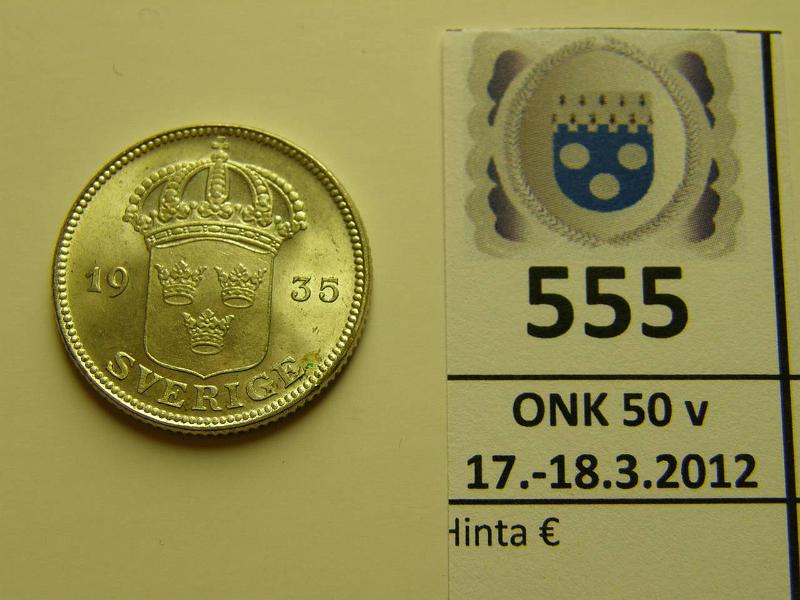 19 35
SVERIGE
555
ONK 50 v
17.-18.3.2012
Hinta €